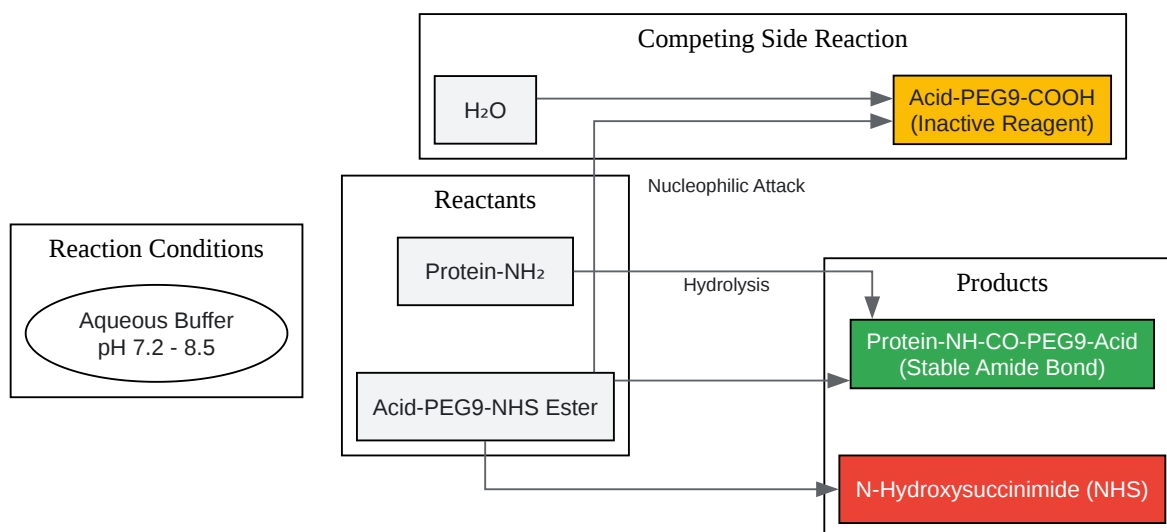 Competing Side Reaction
H₂O
Acid-PEG9-COOH
(Inactive Reagent)
Nucleophilic Attack
Reactants
Protein-NH₂
Hydrolysis
Acid-PEG9-NHS Ester
Reaction Conditions
Aqueous Buffer
pH 7.2 - 8.5
Products
Protein-NH-CO-PEG9-Acid
(Stable Amide Bond)
N-Hydroxysuccinimide (NHS)